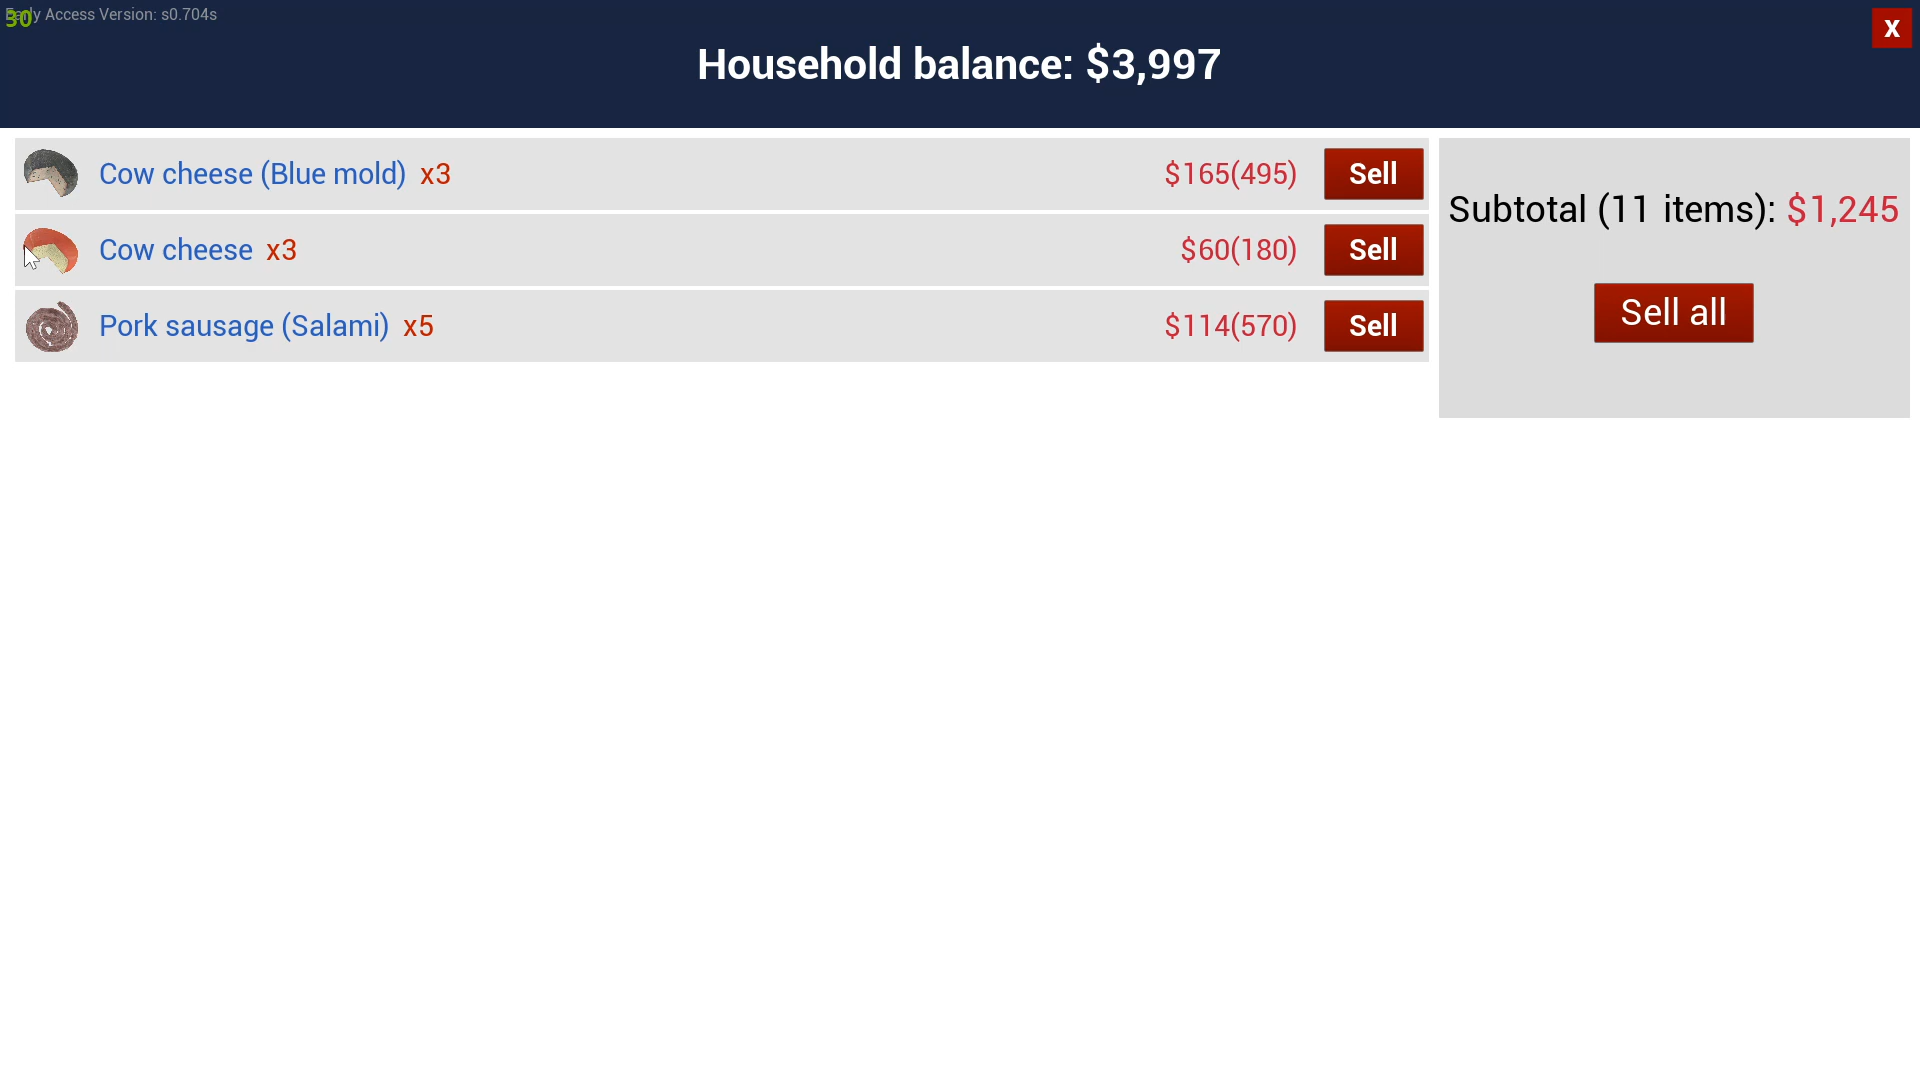 Early Access Version: s0.704s
30
X
Household balance: $3,997
Cow cheese (Blue mold) x3 $165(495) Sell
Cow cheese x3 $60(180) Sell
Pork sausage (Salami) x5 $114(570) Sell
Subtotal (11 items): $1,245
Sell all